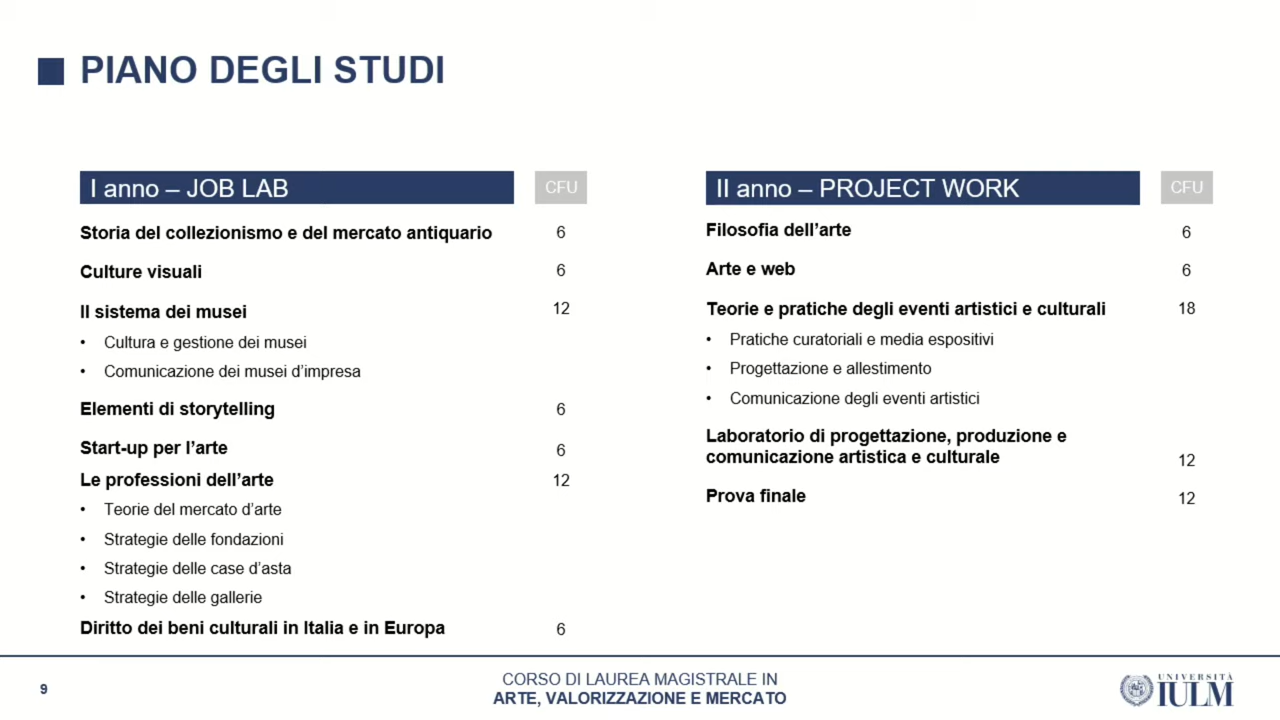 PIANO DEGLI STUDI
I anno – JOB LAB CFU
Storia del collezionismo e del mercato antiquario 6
Culture visuali 6
Il sistema dei musei 12
• Cultura e gestione dei musei
• Comunicazione dei musei d'impresa
Elementi di storytelling 6
Start-up per l'arte 6
Le professioni dell'arte 12
• Teorie del mercato d'arte
• Strategie delle fondazioni
• Strategie delle case d'asta
• Strategie delle gallerie
Diritto dei beni culturali in Italia e in Europa 6
II anno – PROJECT WORK CFU
Filosofia dell'arte 6
Arte e web 6
Teorie e pratiche degli eventi artistici e culturali 18
• Pratiche curatoriali e media espositivi
• Progettazione e allestimento
• Comunicazione degli eventi artistici
Laboratorio di progettazione, produzione e
comunicazione artistica e culturale 12
Prova finale 12
9
CORSO DI LAUREA MAGISTRALE IN
ARTE, VALORIZZAZIONE E MERCATO
UNIVERSITÀ
IULM